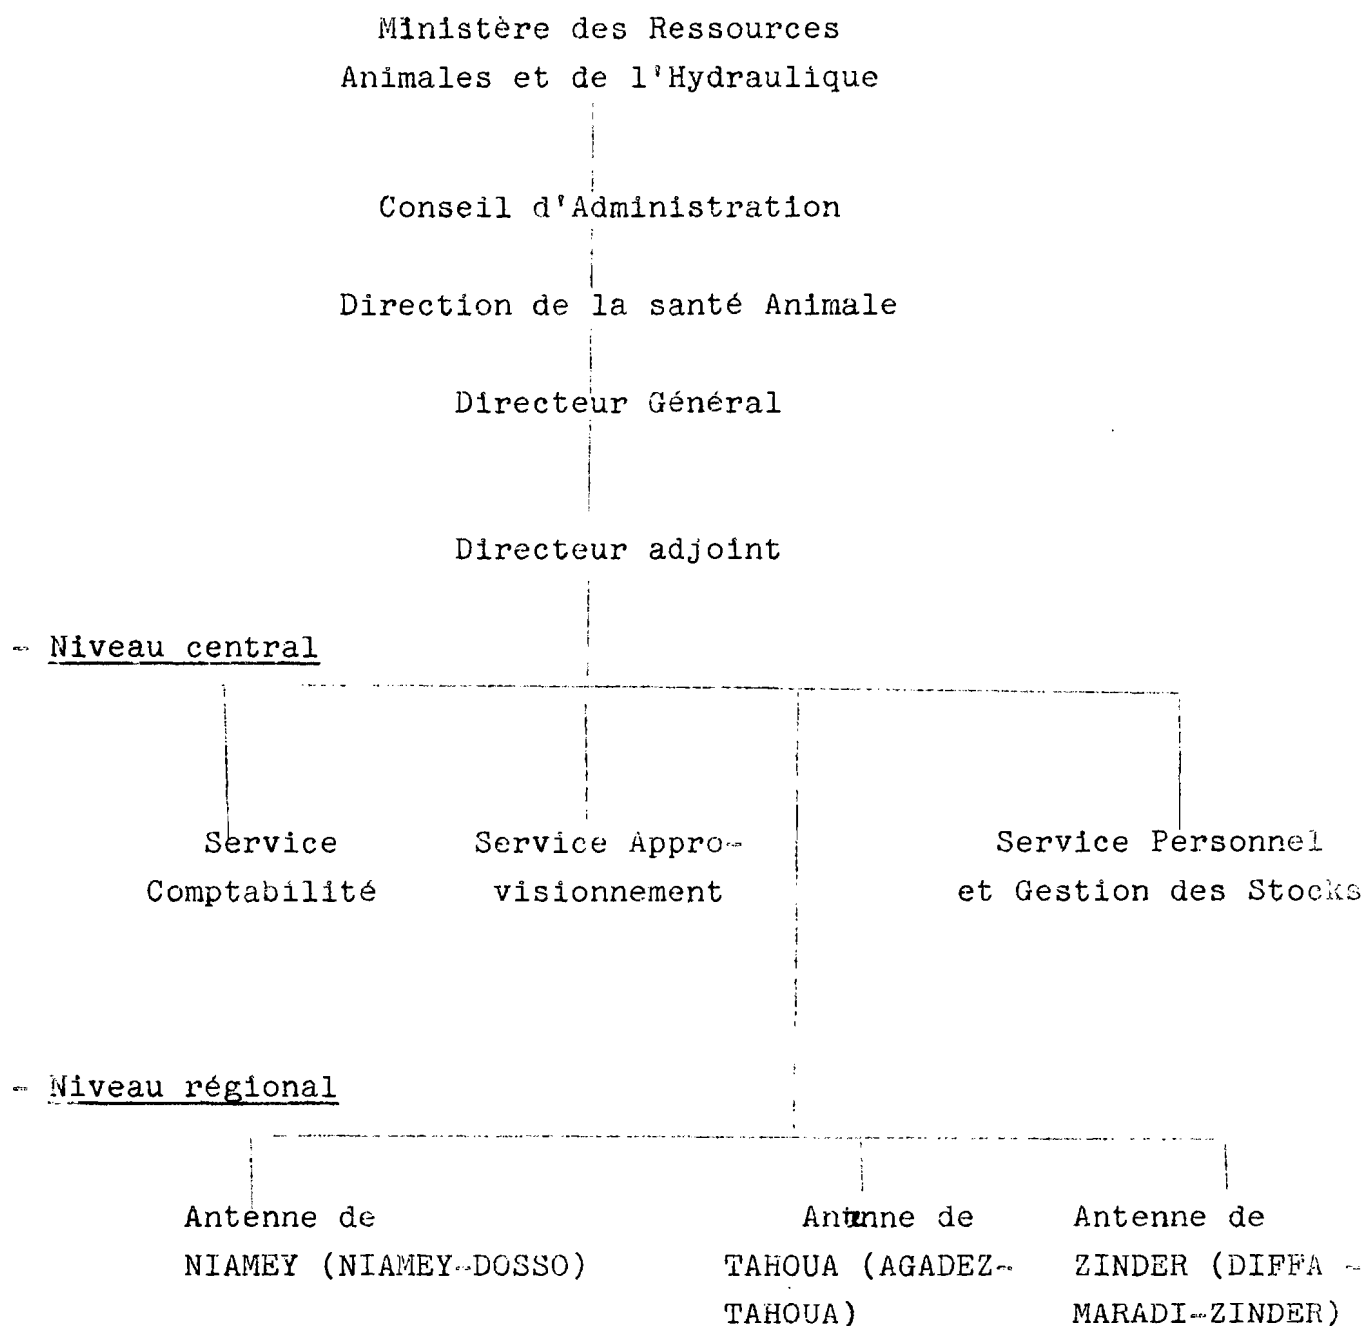 Ministère des Ressources
Animales et de l'Hydraulique
Conseil d'Administration
Direction de la santé Animale
Directeur Général
Directeur adjoint
- Niveau central
Service
Comptabilité
Service Appro-
visionnement
Service Personnel
et Gestion des Stocks
- Niveau régional
Antenne de
NIAMEY (NIAMEY-DOSSO)
Antenne de
TAHOUA (AGADEZ-
TAHOUA)
Antenne de
ZINDER (DIFFA -
MARADI-ZINDER)